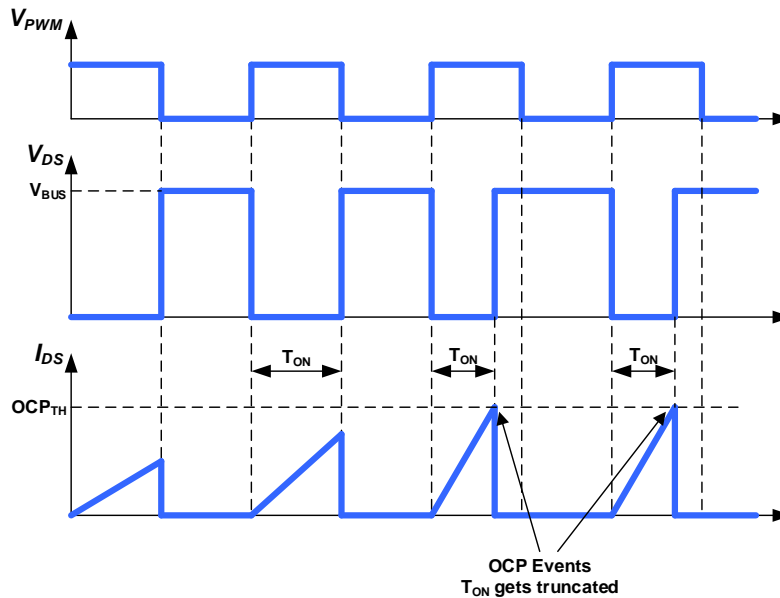 VPWM
VDS
VBUS
IDS
TON
TON
TON
OCPTH
OCP Events
TON gets truncated